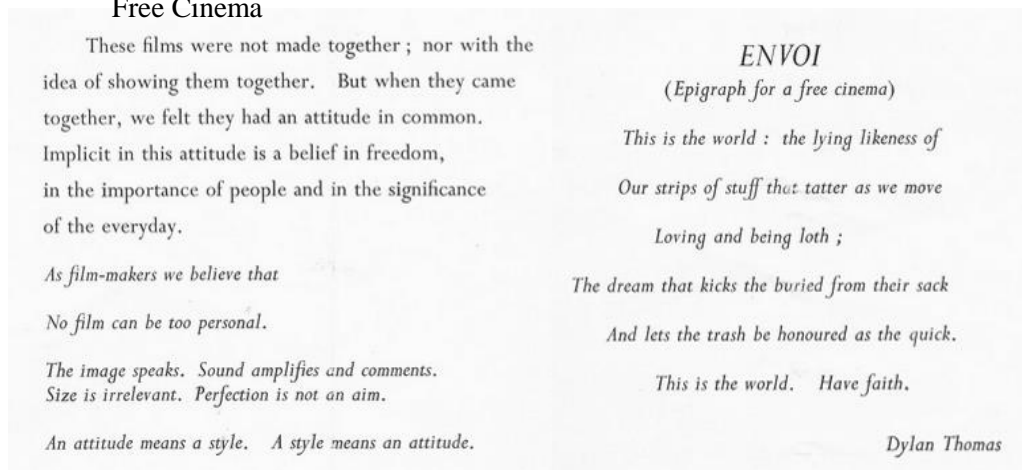 Free Cinema
These films were not made together ; nor with the
idea of showing them together. But when they came
together, we felt they had an attitude in common.
Implicit in this attitude is a belief in freedom,
in the importance of people and in the significance
of the everyday.
As film-makers we believe that
No film can be too personal.
The image speaks. Sound amplifies and comments.
Size is irrelevant. Perfection is not an aim.
An attitude means a style. A style means an attitude.
ENVOI
(Epigraph for a free cinema)
This is the world : the lying likeness of
Our strips of stuff that tatter as we move
Loving and being loth ;
The dream that kicks the buried from their sack
And lets the trash be honoured as the quick.
This is the world. Have faith.
Dylan Thomas